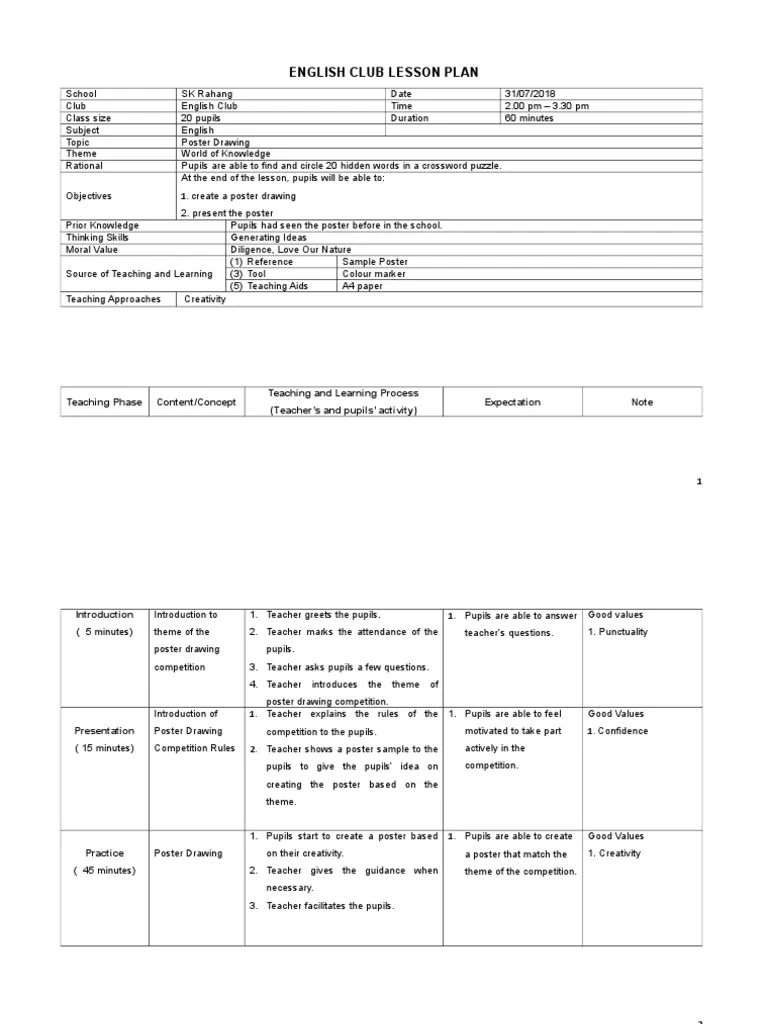 ENGLISH CLUB LESSON PLAN
School SK Rahang Date 31/07/2018
Club English Club Time 2.00 pm – 3.30 pm
Class size 20 pupils Duration 60 minutes
Subject English
Topic Poster Drawing
Theme World of Knowledge
Rational Pupils are able to find and circle 20 hidden words in a crossword puzzle.
Objectives
At the end of the lesson, pupils will be able to:
1. create a poster drawing
2. present the poster
Prior Knowledge Pupils had seen the poster before in the school.
Thinking Skills Generating Ideas
Moral Value Diligence, Love Our Nature
Source of Teaching and Learning
(1) Reference Sample Poster
(3) Tool Colour marker
(5) Teaching Aids A4 paper
Teaching Approaches Creativity
Teaching Phase
Content/Concept
Teaching and Learning Process
(Teacher's and pupils' activity)
Expectation
Note
1
Introduction
( 5 minutes)
Introduction to
theme of the
poster drawing
competition
1. Teacher greets the pupils.
2. Teacher marks the attendance of the
pupils.
3. Teacher asks pupils a few questions.
4. Teacher introduces the theme of
poster drawing competition.
1. Pupils are able to answer
teacher's questions.
Good values
1. Punctuality
Presentation
( 15 minutes)
Introduction of
Poster Drawing
Competition Rules
1. Teacher explains the rules of the
competition to the pupils.
2. Teacher shows a poster sample to the
pupils to give the pupils' idea on
creating the poster based on the
theme.
1. Pupils are able to feel
motivated to take part
actively in the
competition.
Good Values
1. Confidence
Practice
( 45 minutes)
Poster Drawing
1. Pupils start to create a poster based
on their creativity.
2. Teacher gives the guidance when
necessary.
3. Teacher facilitates the pupils.
1. Pupils are able to create
a poster that match the
theme of the competition.
Good Values
1. Creativity